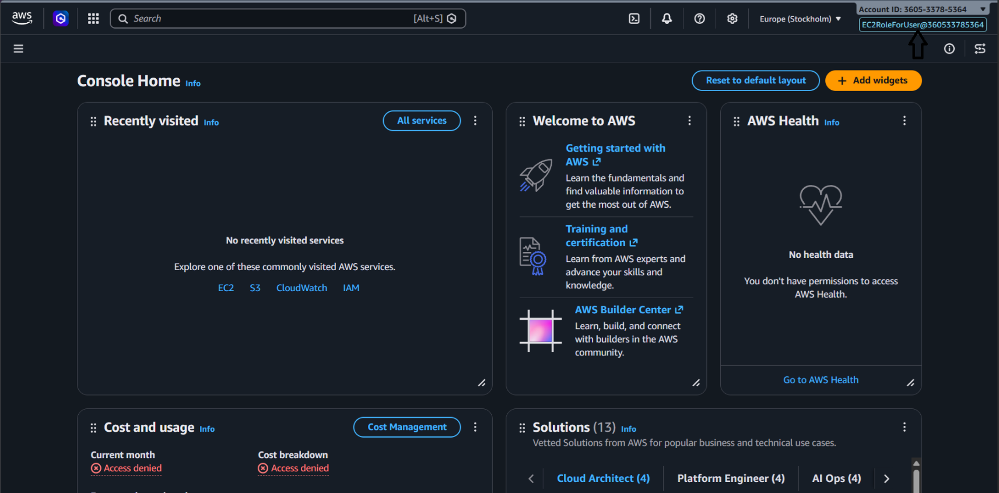 aws
Search
[Alt+S]
Europe (Stockholm)
Account ID: 3605-3378-5364
EC2RoleForUser@360533785364
Console Home Info
Reset to default layout
+ Add widgets
Recently visited Info
All services
No recently visited services
Explore one of these commonly visited AWS services.
EC2 S3 CloudWatch IAM
Welcome to AWS
Getting started with
AWS
Learn the fundamentals and
find valuable information to
get the most out of AWS.
Training and
certification
Learn from AWS experts and
advance your skills and
knowledge.
AWS Builder Center
Learn, build, and connect
with builders in the AWS
community.
AWS Health Info
No health data
You don't have permissions to access
AWS Health.
Go to AWS Health
Cost and usage Info
Cost Management
Current month
Access denied
Cost breakdown
Access denied
Solutions (13) Info
Vetted Solutions from AWS for popular business and technical use cases.
Cloud Architect (4)
Platform Engineer (4)
AI Ops (4)